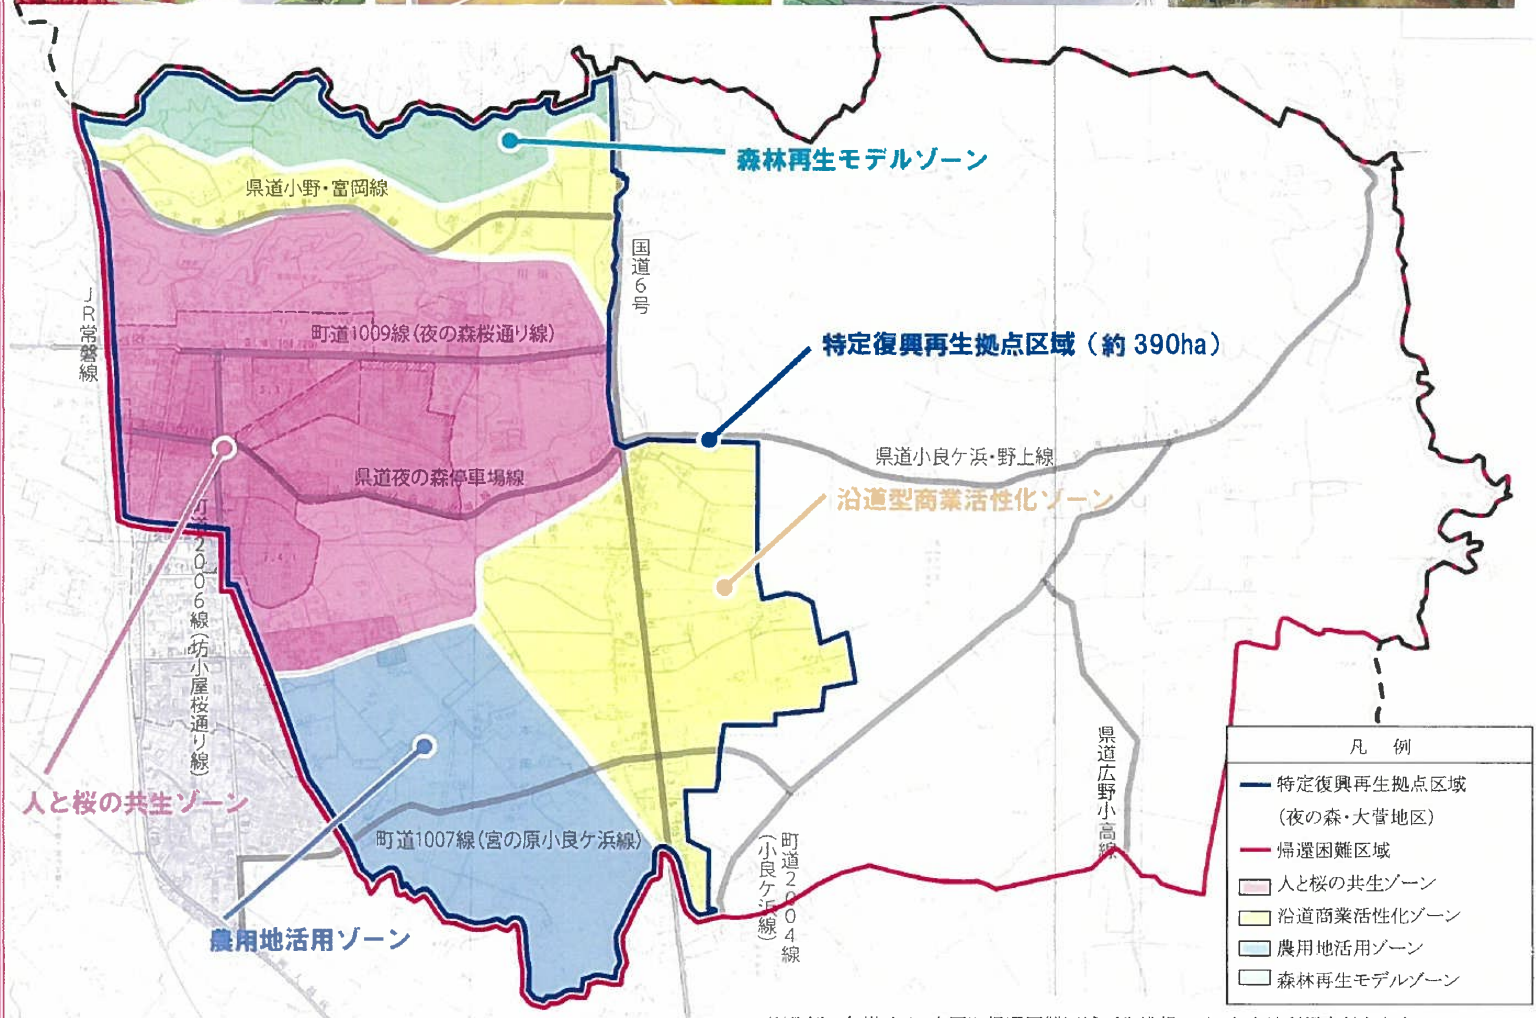 森林再生モデルゾーン
県道小野・富岡線
国道6号
JR常磐線
町道1009線(夜の森桜通り線)
特定復興再生拠点区域(約390ha)
県道小良ケ浜・野上線
県道夜の森停車場線
沿道型商業活性化ゾーン
町道2006線(坊小屋桜通り線)
人と桜の共生ゾーン
県道広野小高線
町道1007線(宮の原小良ケ浜線)
町道2004線
(小良ケ浜線)
農用地活用ゾーン
凡 例
特定復興再生拠点区域
(夜の森・大菅地区)
帰還困難区域
人と桜の共生ゾーン
沿道商業活性化ゾーン
農用地活用ゾーン
森林再生モデルゾーン